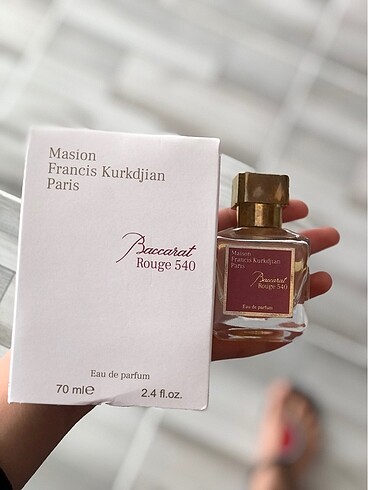 Masion
Francis Kurkdjian
Paris
Baccarat
Rouge 540
Eau de parfum
70 ml℮
2.4 fl.oz.
Maison
Francis Kurkdjian
Paris
Baccarat
Rouge 540
Eau de parfum